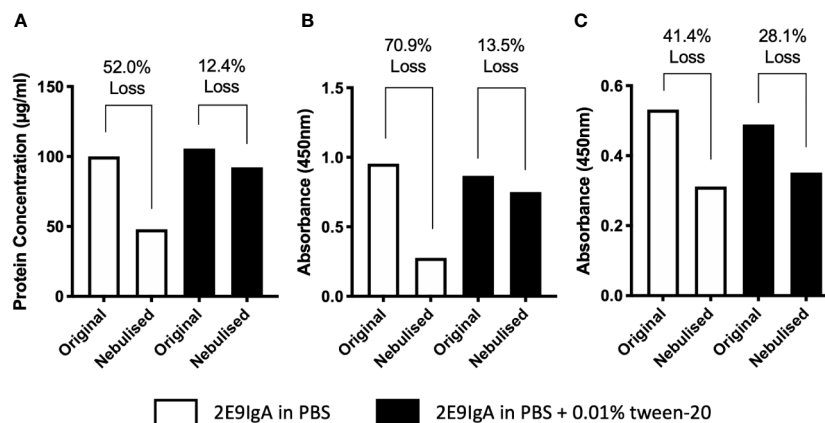 A
52.0%
Loss
12.4%
Loss
Protein Concentration (µg/ml)
150
100
50
0
Original
Nebulised
Original
Nebulised
B
70.9%
Loss
13.5%
Loss
Absorbance (450nm)
1.5
1.0
0.5
0.0
Original
Nebulised
Original
Nebulised
C
41.4%
Loss
28.1%
Loss
Absorbance (450nm)
0.6
0.4
0.2
0.0
Original
Nebulised
Original
Nebulised
2E9IgA in PBS
2E9IgA in PBS + 0.01% tween-20